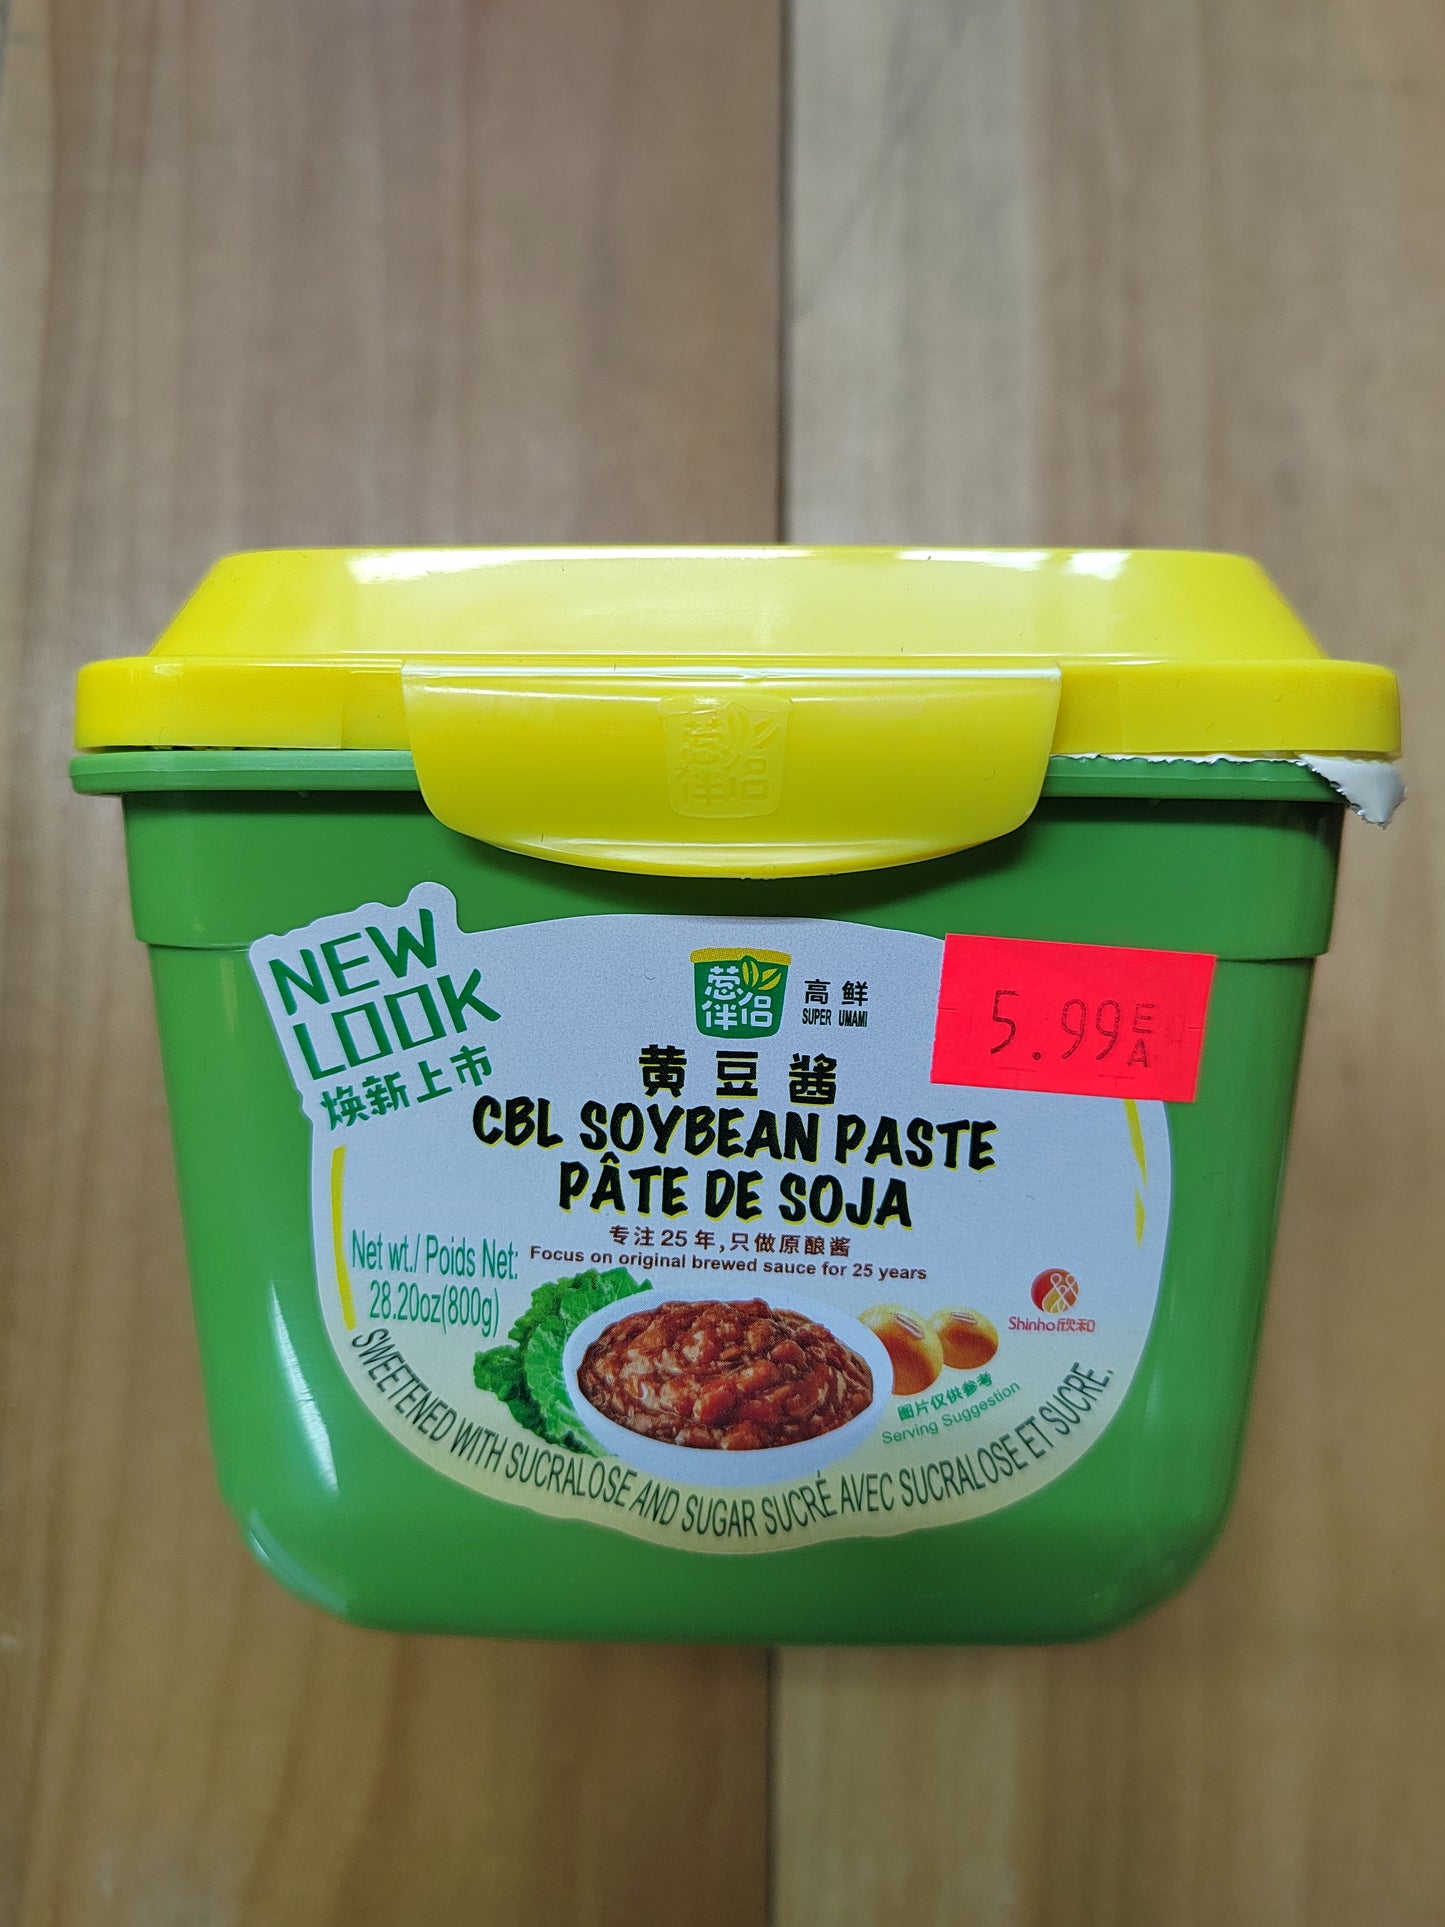 葱
伴侣
NEW
LOOK
焕新上市
葱
伴侣
高鲜
SUPER UMAMI
5.99 EA
黄豆酱
CBL SOYBEAN PASTE
PÂTE DE SOJA
专注25年,只做原酿酱
Focus on original brewed sauce for 25 years
Net wt./ Poids Net:
28.20oz(800g)
Shinho欣和
图片仅供参考
Serving Suggestion
SWEETENED WITH SUCRALOSE AND SUGAR SUCRÉ AVEC SUCRALOSE ET SUCRE.